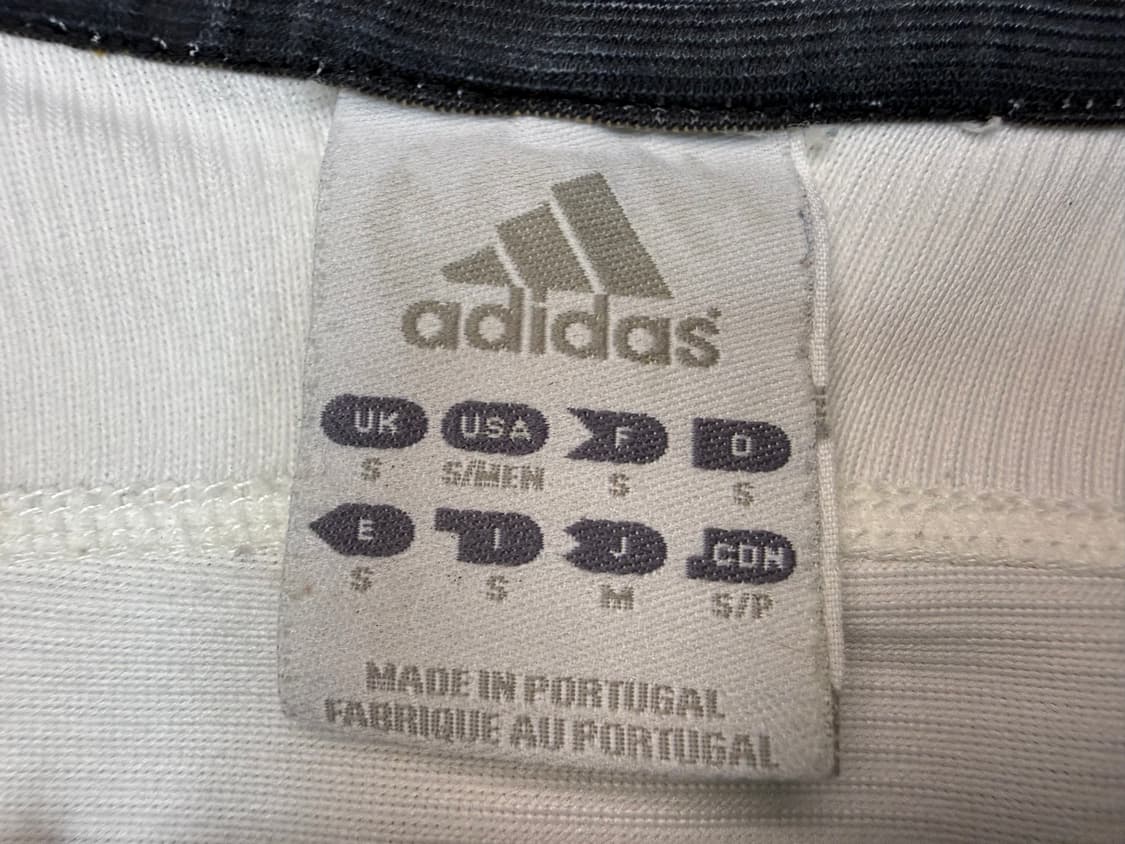 adidas®
UK USA F D
S S/MEN S S
E I J CDN
S S M S/P
MADE IN PORTUGAL
FABRIQUE AU PORTUGAL